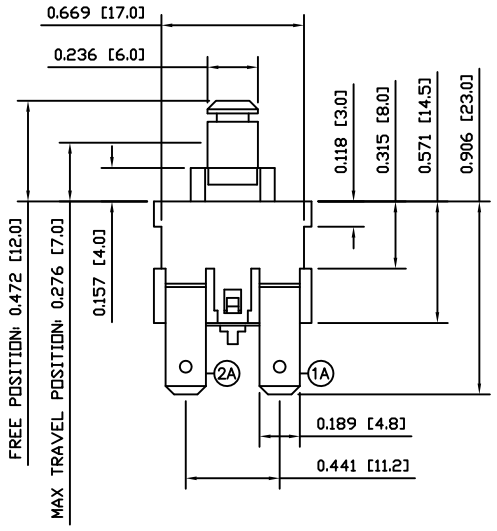 0.669 [17.0]
0.236 [6.0]
0.118 [3.0]
0.315 [8.0]
0.571 [14.5]
0.906 [23.0]
FREE POSITION: 0.472 [12.0]
MAX TRAVEL POSITION: 0.276 [7.0]
0.157 [4.0]
2A
1A
0.189 [4.8]
0.441 [11.2]